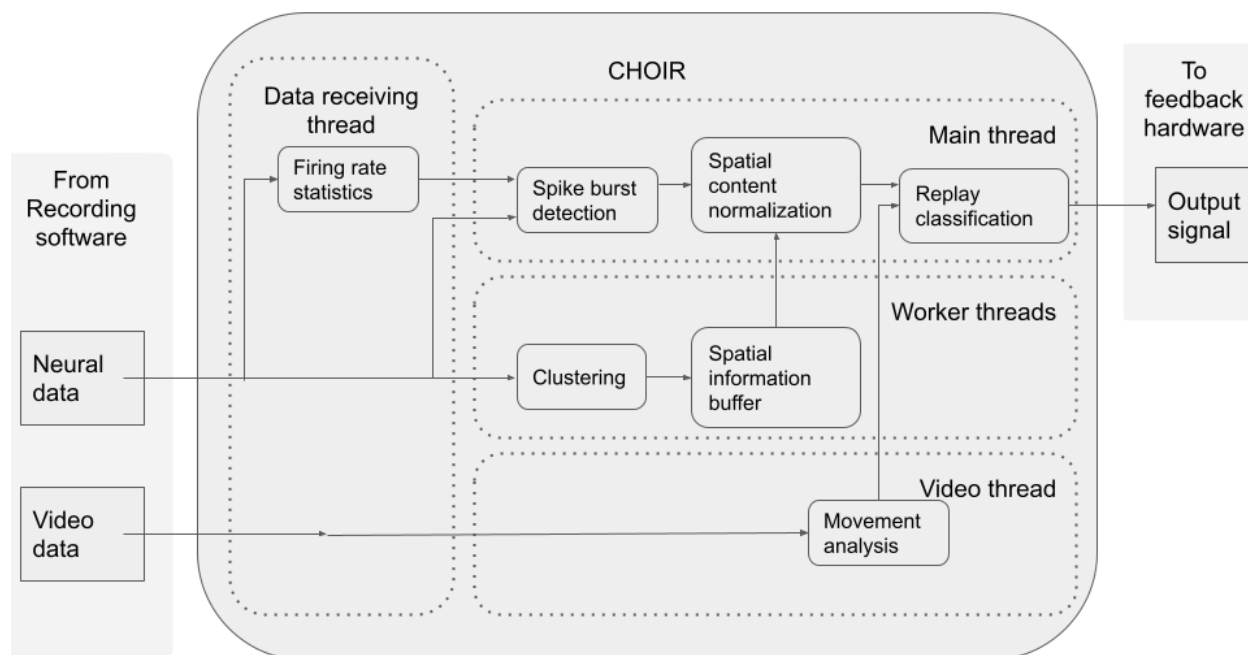 CHOIR
To
feedback
hardware
Data receiving
thread
Main thread
From
Recording
software
Firing rate
statistics
Spike burst
detection
Spatial
content
normalization
Replay
classification
Output
signal
Worker threads
Neural
data
Clustering
Spatial
information
buffer
Video thread
Video
data
Movement
analysis